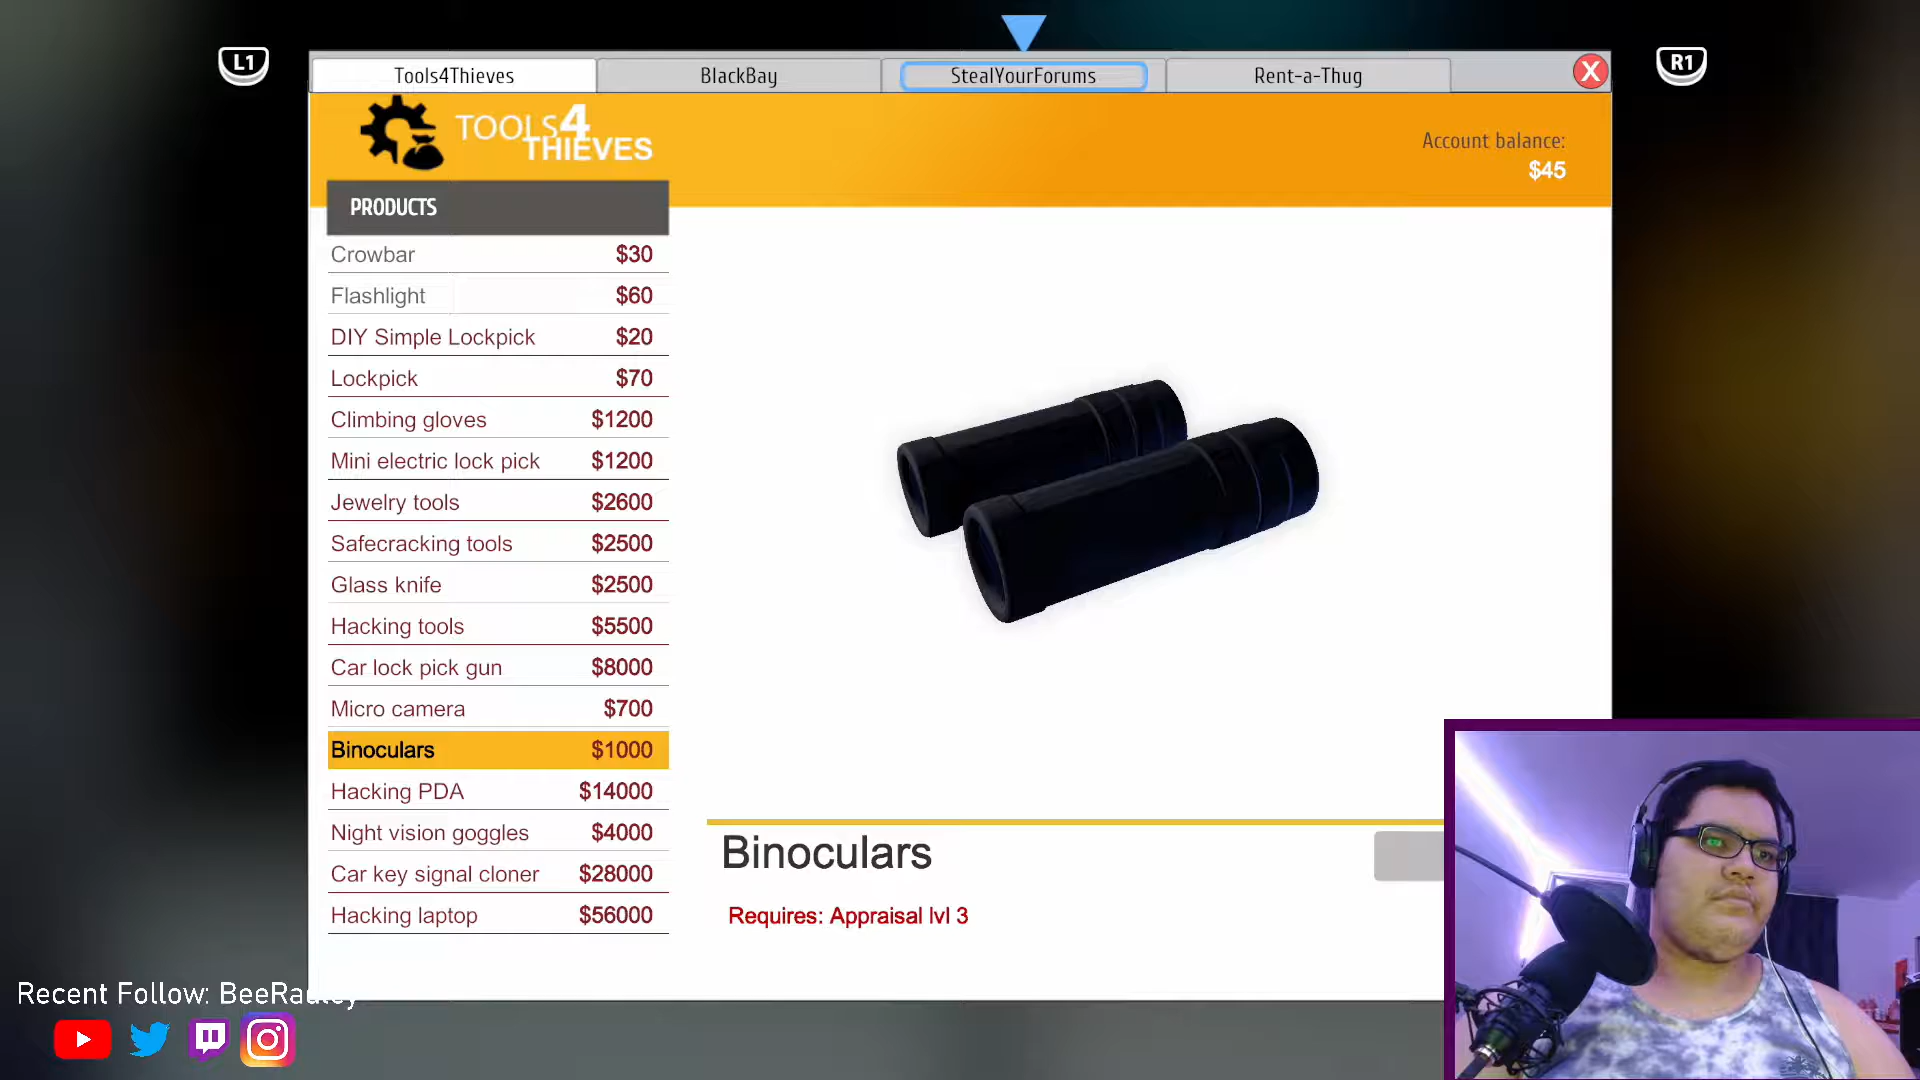 L1
Tools4Thieves
BlackBay
StealYourForums
Rent-a-Thug
X
R1
TOOLS4
THIEVES
Account balance:
$45
PRODUCTS
Crowbar $30
Flashlight $60
DIY Simple Lockpick $20
Lockpick $70
Climbing gloves $1200
Mini electric lock pick $1200
Jewelry tools $2600
Safecracking tools $2500
Glass knife $2500
Hacking tools $5500
Car lock pick gun $8000
Micro camera $700
Binoculars $1000
Hacking PDA $14000
Night vision goggles $4000
Car key signal cloner $28000
Hacking laptop $56000
Binoculars
Requires: Appraisal lvl 3
Recent Follow: